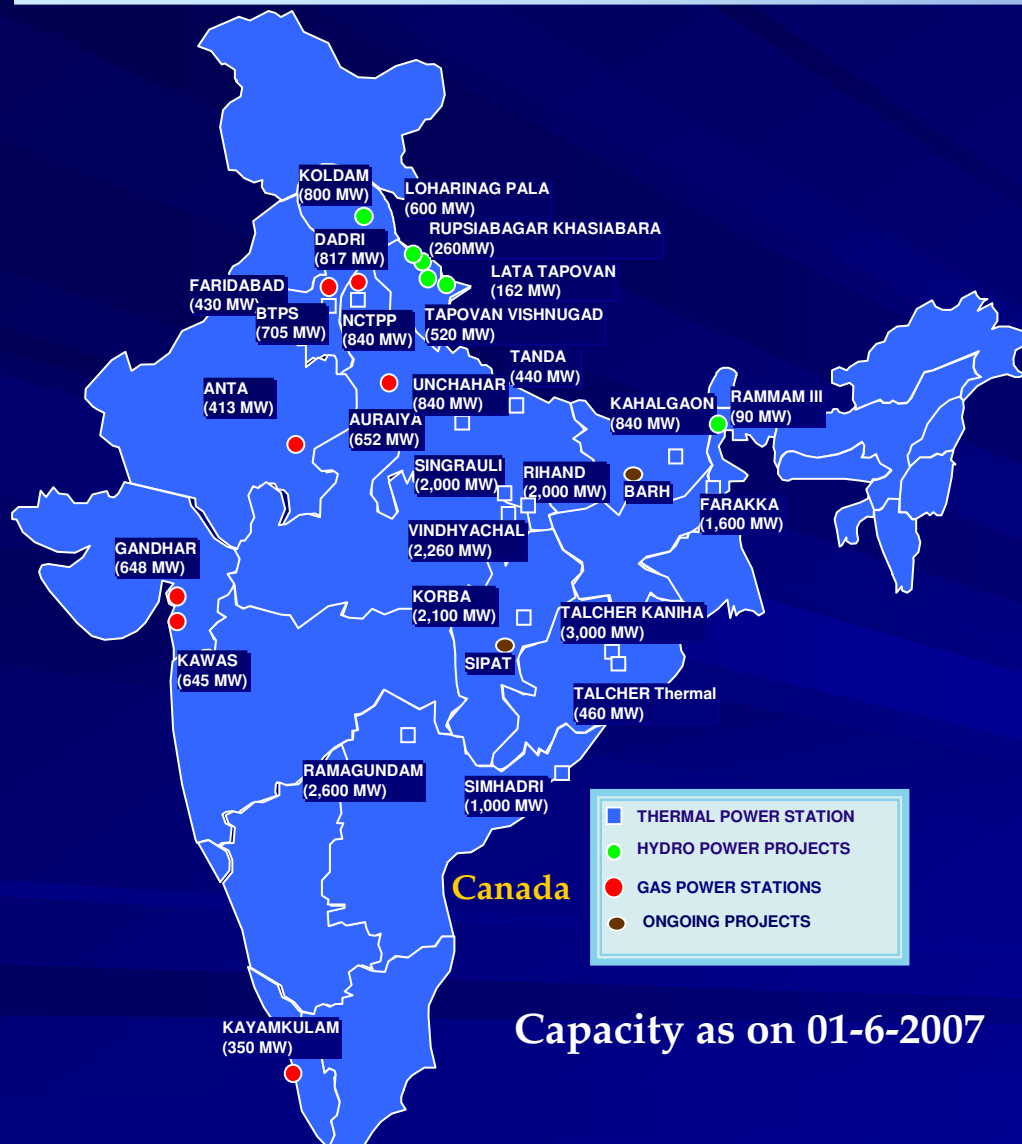 KOLDAM
(800 MW)
LOHARINAG PALA
(600 MW)
RUPSIABAGAR KHASIABARA
(260MW)
DADRI
(817 MW)
LATA TAPOVAN
(162 MW)
FARIDABAD
(430 MW)
BTPS
(705 MW)
NCTPP
(840 MW)
TAPOVAN VISHNUGAD
(520 MW)
TANDA
(440 MW)
ANTA
(413 MW)
UNCHAHAR
(840 MW)
KAHALGAON
(840 MW)
RAMMAM III
(90 MW)
AURAIYA
(652 MW)
SINGRAULI
(2,000 MW)
RIHAND
(2,000 MW)
BARH
FARAKKA
(1,600 MW)
VINDHYACHAL
(2,260 MW)
GANDHAR
(648 MW)
KORBA
(2,100 MW)
TALCHER KANIHA
(3,000 MW)
KAWAS
(645 MW)
SIPAT
TALCHER Thermal
(460 MW)
RAMAGUNDAM
(2,600 MW)
SIMHADRI
(1,000 MW)
THERMAL POWER STATION
HYDRO POWER PROJECTS
GAS POWER STATIONS
ONGOING PROJECTS
Canada
Capacity as on 01-6-2007
KAYAMKULAM
(350 MW)